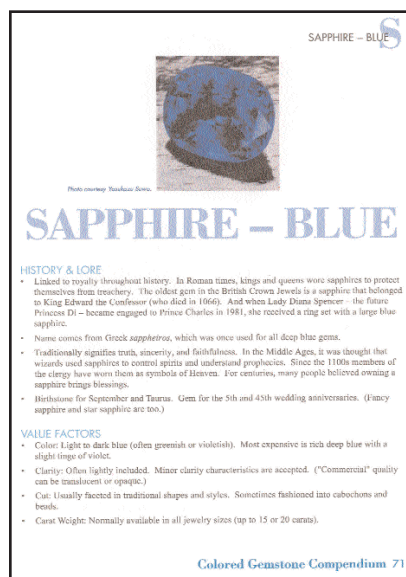 SAPPHIRE – BLUE
S
Photo courtesy Yasukazu Suwa.
SAPPHIRE – BLUE
HISTORY & LORE
• Linked to royalty throughout history. In Roman times, kings and queens wore sapphires to protect
themselves from treachery. The oldest gem in the British Crown Jewels is a sapphire that belonged
to King Edward the Confessor (who died in 1066). And when Lady Diana Spencer – the future
Princess Di – became engaged to Prince Charles in 1981, she received a ring set with a large blue
sapphire.
• Name comes from Greek sappheiros, which was once used for all deep blue gems.
• Traditionally signifies truth, sincerity, and faithfulness. In the Middle Ages, it was thought that
wizards used sapphires to control spirits and understand prophecies. Since the 1100s members of
the clergy have worn them as symbols of Heaven. For centuries, many people believed owning a
sapphire brings blessings.
• Birthstone for September and Taurus. Gem for the 5th and 45th wedding anniversaries. (Fancy
sapphire and star sapphire are too.)
VALUE FACTORS
• Color: Light to dark blue (often greenish or violetish). Most expensive is rich deep blue with a
slight tinge of violet.
• Clarity: Often lightly included. Minor clarity characteristics are accepted. ("Commercial" quality
can be translucent or opaque.)
• Cut: Usually faceted in traditional shapes and styles. Sometimes fashioned into cabochons and
beads.
• Carat Weight: Normally available in all jewelry sizes (up to 15 or 20 carats).
Colored Gemstone Compendium 71